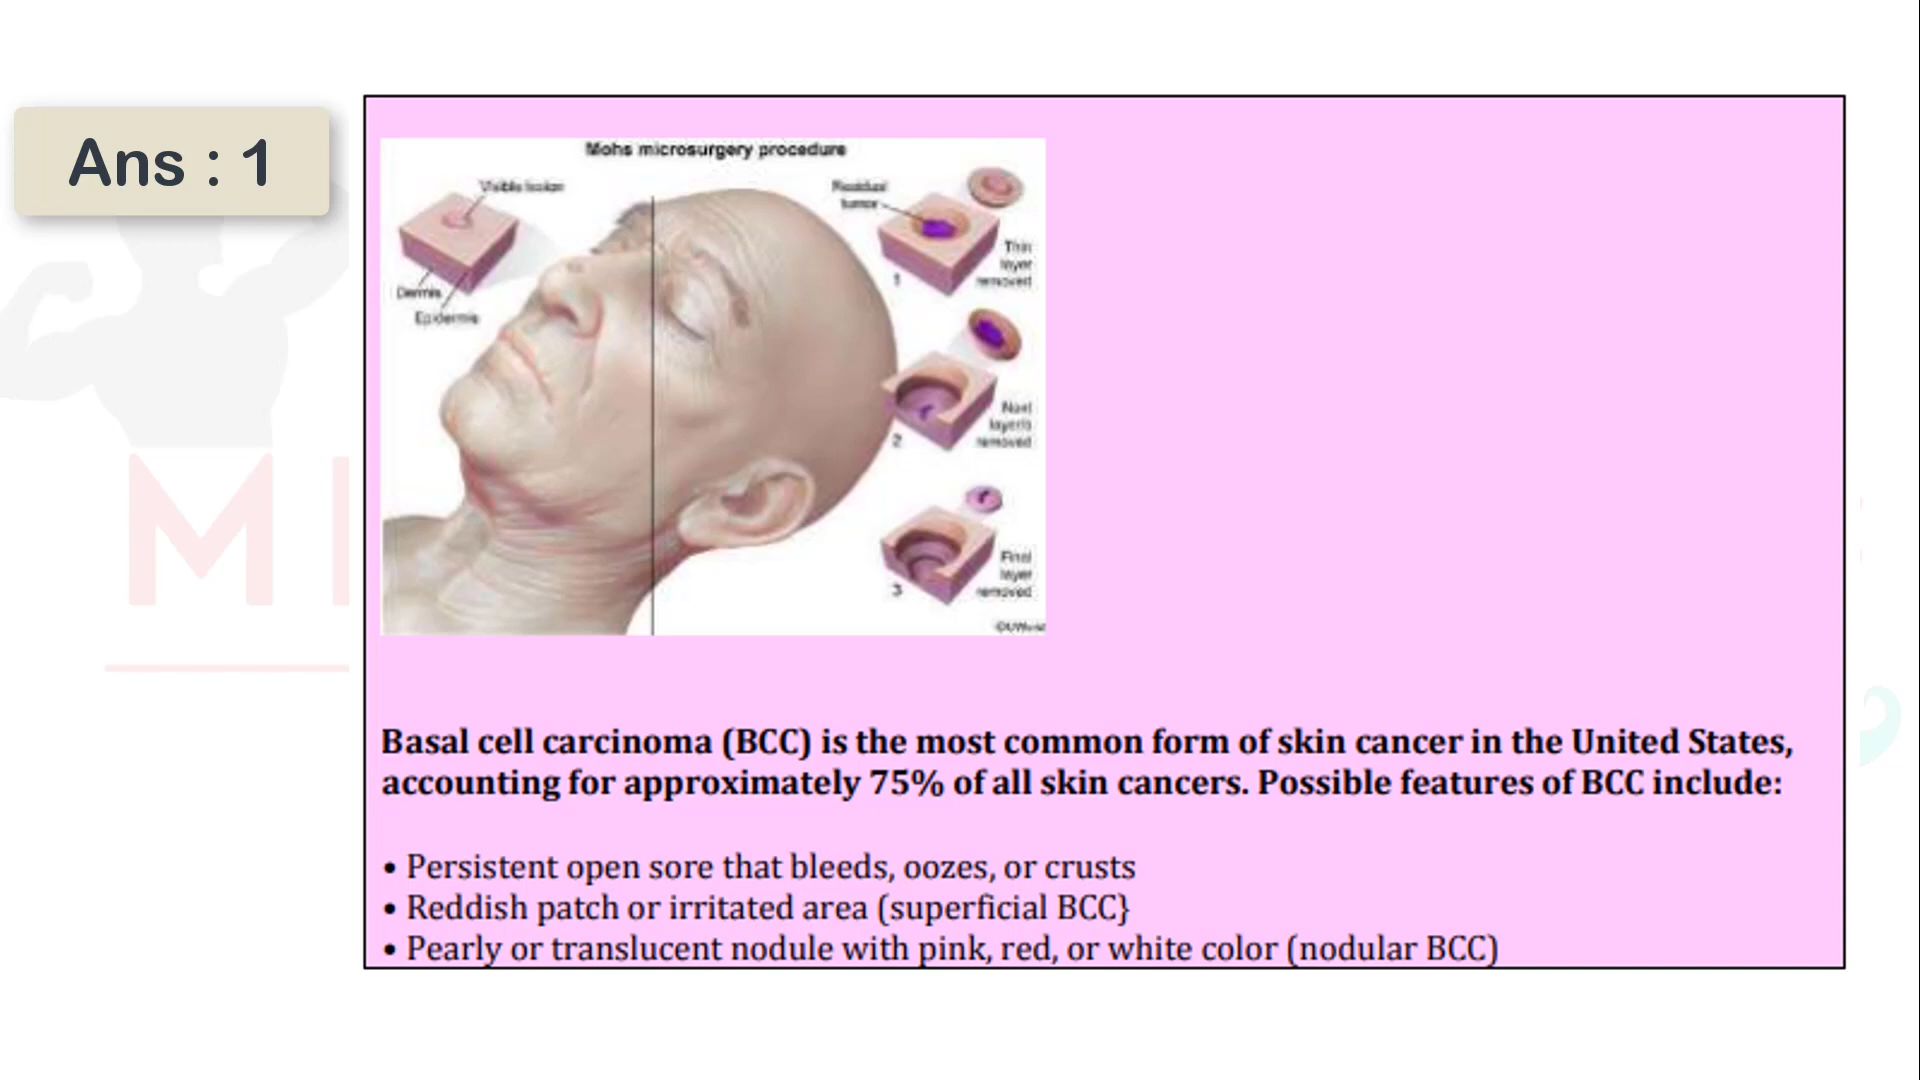 Ans : 1
Mohs microsurgery procedure
Visible lesion
Dermis
Epidermis
Residual
tumor
Thin
layer
removed
1
Next
layer/s
removed
2
Final
layer
removed
3
©UWorld
M
Basal cell carcinoma (BCC) is the most common form of skin cancer in the United States,
accounting for approximately 75% of all skin cancers. Possible features of BCC include:
• Persistent open sore that bleeds, oozes, or crusts
• Reddish patch or irritated area (superficial BCC}
• Pearly or translucent nodule with pink, red, or white color (nodular BCC)